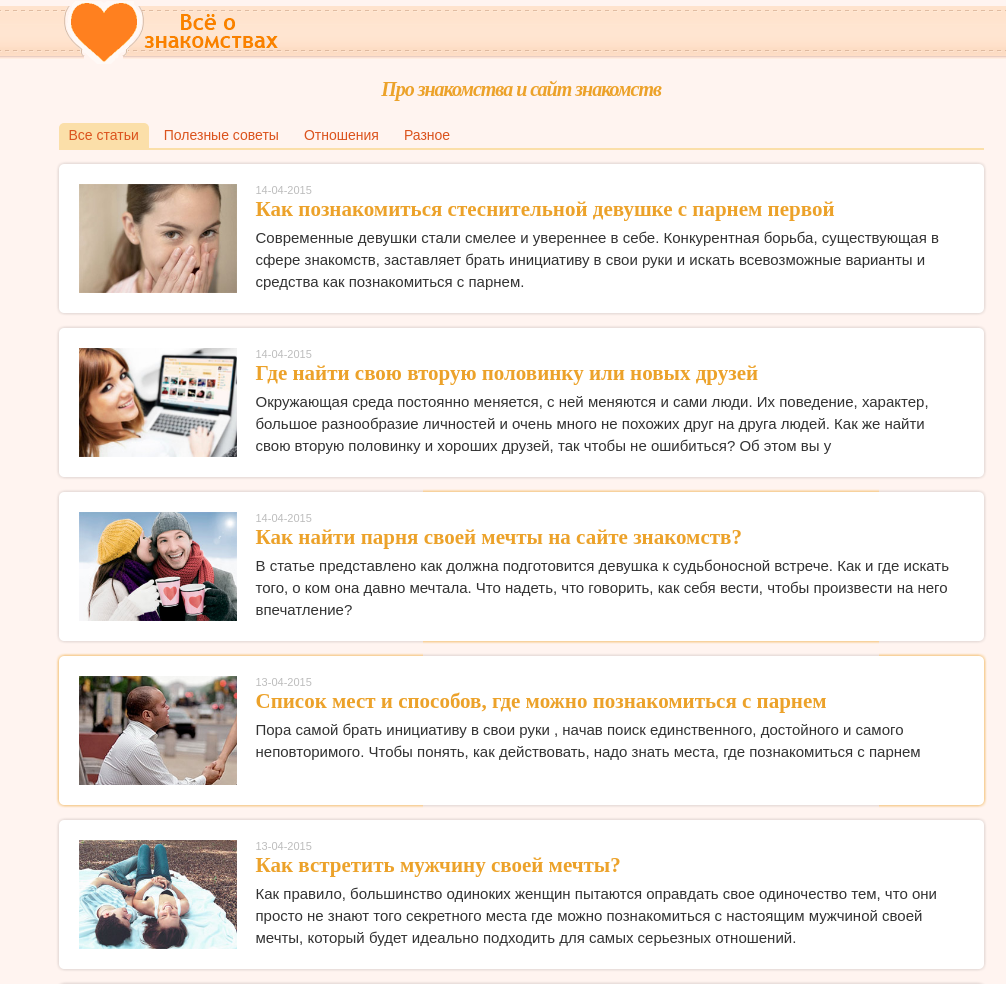 Всё о
знакомствах
Про знакомства и сайт знакомств
Все статьи Полезные советы Отношения Разное
14-04-2015
Как познакомиться стеснительной девушке с парнем первой
Современные девушки стали смелее и увереннее в себе. Конкурентная борьба, существующая в
сфере знакомств, заставляет брать инициативу в свои руки и искать всевозможные варианты и
средства как познакомиться с парнем.
14-04-2015
Где найти свою вторую половинку или новых друзей
Окружающая среда постоянно меняется, с ней меняются и сами люди. Их поведение, характер,
большое разнообразие личностей и очень много не похожих друг на друга людей. Как же найти
свою вторую половинку и хороших друзей, так чтобы не ошибиться? Об этом вы у
14-04-2015
Как найти парня своей мечты на сайте знакомств?
В статье представлено как должна подготовится девушка к судьбоносной встрече. Как и где искать
того, о ком она давно мечтала. Что надеть, что говорить, как себя вести, чтобы произвести на него
впечатление?
13-04-2015
Список мест и способов, где можно познакомиться с парнем
Пора самой брать инициативу в свои руки , начав поиск единственного, достойного и самого
неповторимого. Чтобы понять, как действовать, надо знать места, где познакомиться с парнем
13-04-2015
Как встретить мужчину своей мечты?
Как правило, большинство одиноких женщин пытаются оправдать свое одиночество тем, что они
просто не знают того секретного места где можно познакомиться с настоящим мужчиной своей
мечты, который будет идеально подходить для самых серьезных отношений.